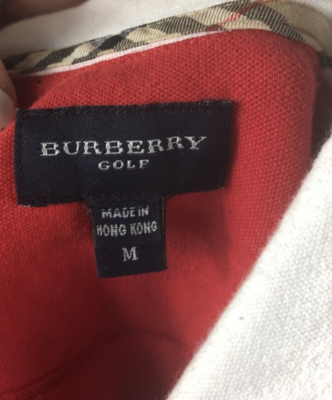 BURBERRY
GOLF
MADE IN
HONG KONG
M